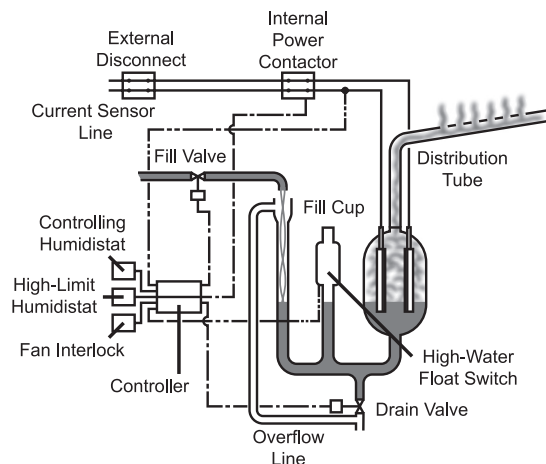 External
Disconnect
Internal
Power
Contactor
Current Sensor
Line
Fill Valve
Distribution
Tube
Fill Cup
Controlling
Humidistat
High-Limit
Humidistat
Fan Interlock
Controller
High-Water
Float Switch
Drain Valve
Overflow
Line